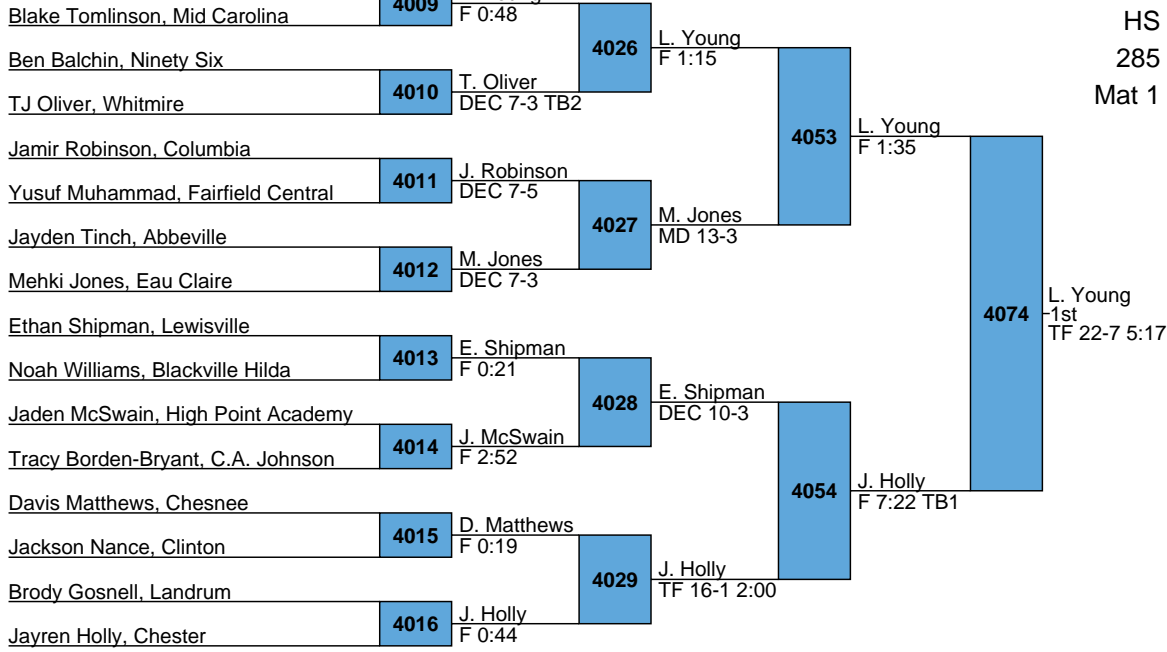 4009
Blake Tomlinson, Mid Carolina
F 0:48
HS
285
Mat 1
4026
L. Young
F 1:15
Ben Balchin, Ninety Six
TJ Oliver, Whitmire
4010
T. Oliver
DEC 7-3 TB2
4053
L. Young
F 1:35
Jamir Robinson, Columbia
Yusuf Muhammad, Fairfield Central
4011
J. Robinson
DEC 7-5
4027
M. Jones
MD 13-3
Jayden Tinch, Abbeville
Mehki Jones, Eau Claire
4012
M. Jones
DEC 7-3
4074
L. Young
1st
TF 22-7 5:17
Ethan Shipman, Lewisville
Noah Williams, Blackville Hilda
4013
E. Shipman
F 0:21
4028
E. Shipman
DEC 10-3
Jaden McSwain, High Point Academy
Tracy Borden-Bryant, C.A. Johnson
4014
J. McSwain
F 2:52
4054
J. Holly
F 7:22 TB1
Davis Matthews, Chesnee
Jackson Nance, Clinton
4015
D. Matthews
F 0:19
4029
J. Holly
TF 16-1 2:00
Brody Gosnell, Landrum
Jayren Holly, Chester
4016
J. Holly
F 0:44